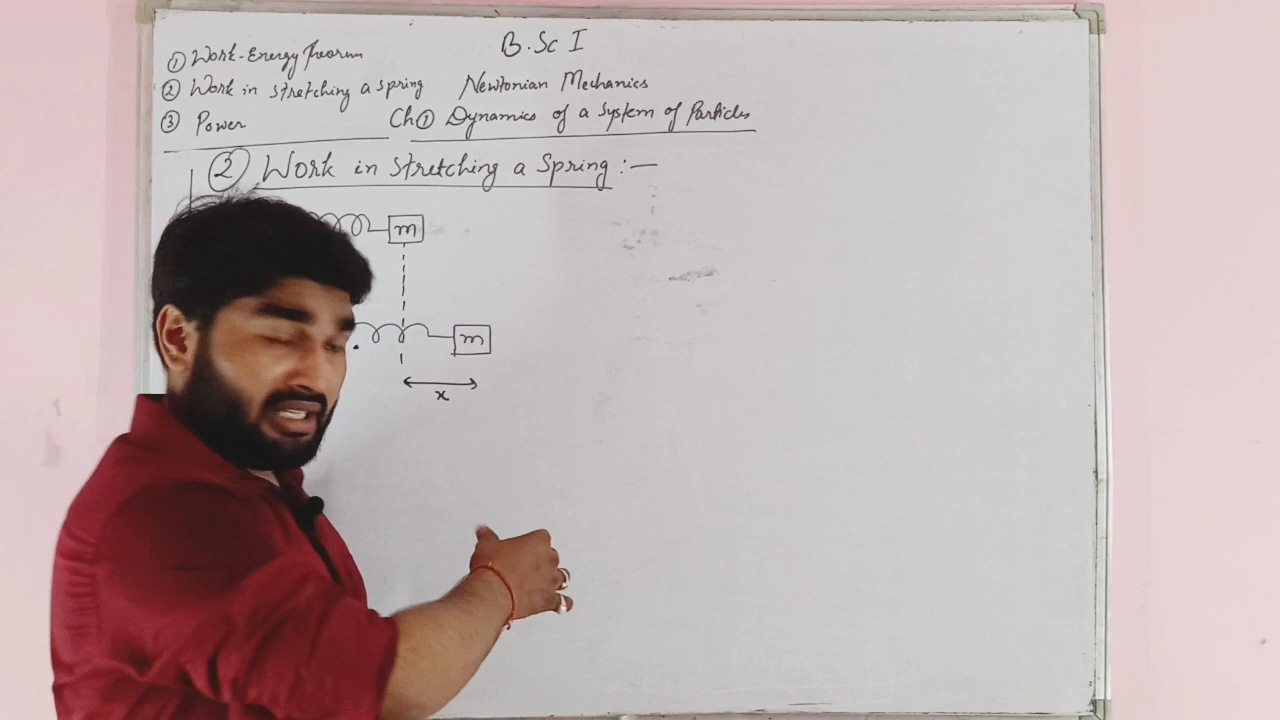 B.Sc I
① Work-Energy Theorem
② Work in stretching a spring Newtonian Mechanics
③ Power Ch① Dynamics of a System of Particles
② Work in Stretching a Spring :—
m
m
x